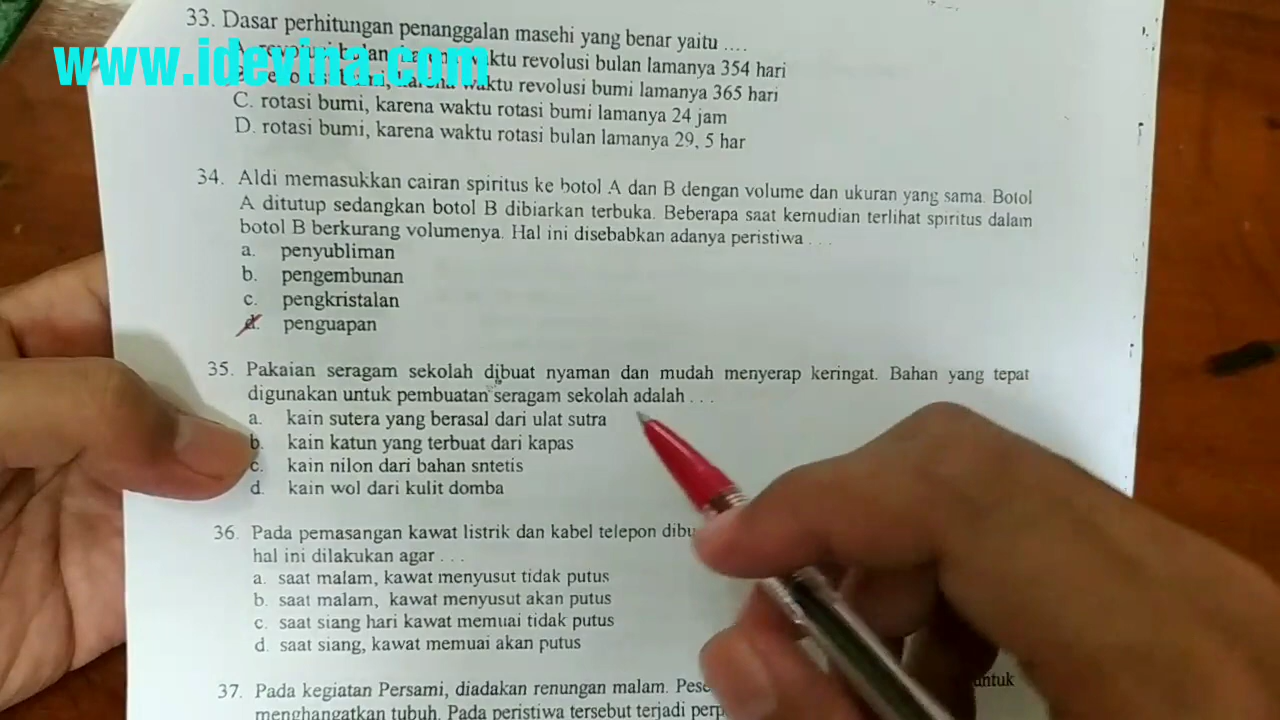 33. Dasar perhitungan penanggalan masehi yang benar yaitu ....
www.idevina.com
waktu revolusi bulan lamanya 354 hari
karena waktu revolusi bumi lamanya 365 hari
C. rotasi bumi, karena waktu rotasi bumi lamanya 24 jam
D. rotasi bumi, karena waktu rotasi bulan lamanya 29, 5 har
34. Aldi memasukkan cairan spiritus ke botol A dan B dengan volume dan ukuran yang sama. Botol
A ditutup sedangkan botol B dibiarkan terbuka. Beberapa saat kemudian terlihat spiritus dalam
botol B berkurang volumenya. Hal ini disebabkan adanya peristiwa . . .
a. penyubliman
b. pengembunan
c. pengkristalan
d. penguapan
35. Pakaian seragam sekolah dibuat nyaman dan mudah menyerap keringat. Bahan yang tepat
digunakan untuk pembuatan seragam sekolah adalah . . .
a. kain sutera yang berasal dari ulat sutra
b. kain katun yang terbuat dari kapas
c. kain nilon dari bahan sntetis
d. kain wol dari kulit domba
36. Pada pemasangan kawat listrik dan kabel telepon
hal ini dilakukan agar . . .
a. saat malam, kawat menyusut tidak putus
b. saat malam, kawat menyusut akan putus
c. saat siang hari kawat memuai tidak putus
d. saat siang, kawat memuai akan putus
37. Pada kegiatan Persami, diadakan renungan malam.
menghangatkan tubuh. Pada peristiwa tersebut terjadi